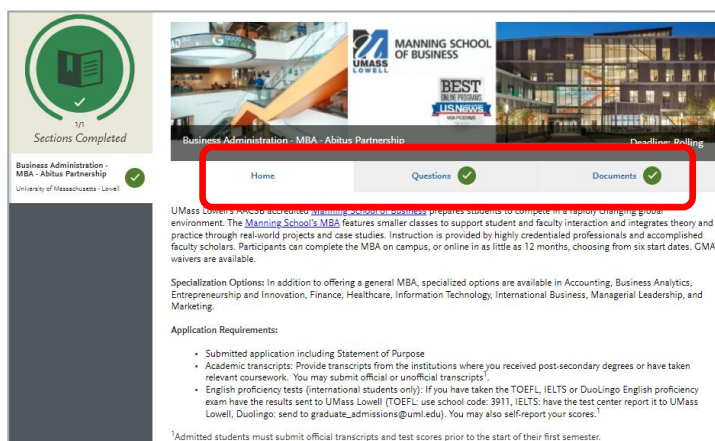 1/1
Sections Completed
Business Administration -
MBA - Abitus Partnership
University of Massachusetts - Lowell
UMASS
LOWELL
MANNING SCHOOL
OF BUSINESS
BEST
ONLINE PROGRAMS
U.S.News
MBA PROGRAMS
Business Administration - MBA - Abitus Partnership
Deadline: Rolling
Home
Questions
Documents
UMass Lowell's AACSB accredited Manning School of Business prepares students to compete in a rapidly changing global
environment. The Manning School's MBA features smaller classes to support student and faculty interaction and integrates theory and
practice through real-world projects and case studies. Instruction is provided by highly credentialed professionals and accomplished
faculty scholars. Participants can complete the MBA on campus, or online in as little as 12 months, choosing from six start dates. GMA
waivers are available.
Specialization Options: In addition to offering a general MBA, specialized options are available in Accounting, Business Analytics,
Entrepreneurship and Innovation, Finance, Healthcare, Information Technology, International Business, Managerial Leadership, and
Marketing.
Application Requirements:
• Submitted application including Statement of Purpose
• Academic transcripts: Provide transcripts from the institutions where you received post-secondary degrees or have taken
relevant coursework. You may submit official or unofficial transcripts¹.
• English proficiency tests (international students only): If you have taken the TOEFL, IELTS or DuoLingo English proficiency
exam have the results sent to UMass Lowell (TOEFL: use school code: 3911, IELTS: have the test center report it to UMass
Lowell, Duolingo: send to graduate_admissions@uml.edu). You may also self-report your scores.¹
¹Admitted students must submit official transcripts and test scores prior to the start of their first semester.